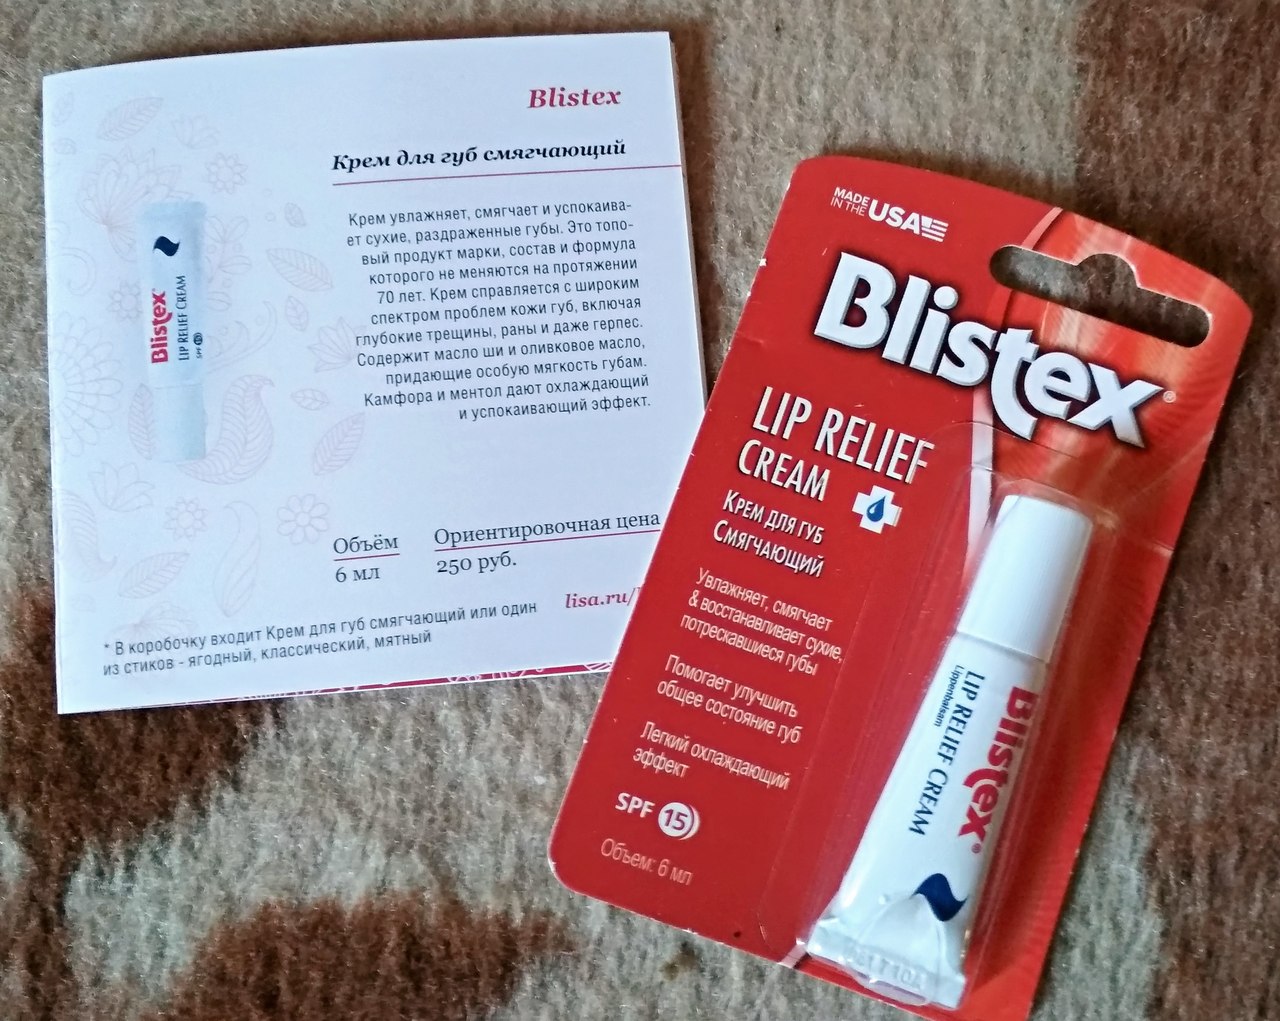 Blistex
Крем для губ смягчающий
Крем увлажняет, смягчает и успокаива-
ет сухие, раздраженные губы. Это топо-
вый продукт марки, состав и формула
которого не меняются на протяжении
70 лет. Крем справляется с широким
спектром проблем кожи губ, включая
глубокие трещины, раны и даже герпес.
Содержит масло ши и оливковое масло,
придающие особую мягкость губам.
Камфора и ментол дают охлаждающий
и успокаивающий эффект.
Blistex
LIP RELIEF CREAM
SPF 15
Объём
6 мл
Ориентировочная цена
250 руб.
lisa.ru/
* В коробочку входит Крем для губ смягчающий или один
из стиков - ягодный, классический, мятный
MADE
IN THE USA
Blistex®
LIP RELIEF
CREAM
Крем для губ
Смягчающий
Увлажняет, смягчает
& восстанавливает сухие,
потрескавшиеся губы
Помогает улучшить
общее состояние губ
Легкий охлаждающий
эффект
SPF 15
Объем: 6 мл
Blistex®
LIP RELIEF CREAM
Lippenbalsam